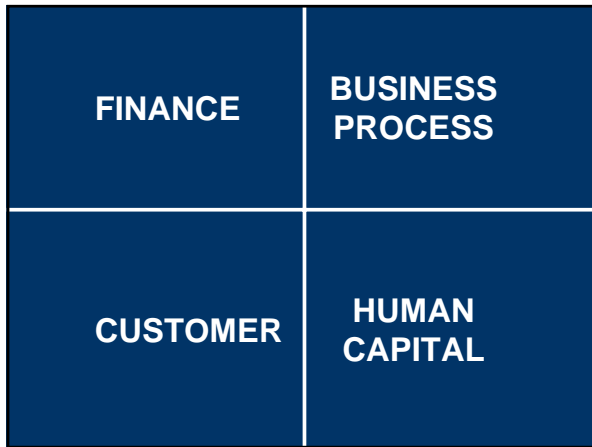 FINANCE
BUSINESS
PROCESS
CUSTOMER
HUMAN
CAPITAL